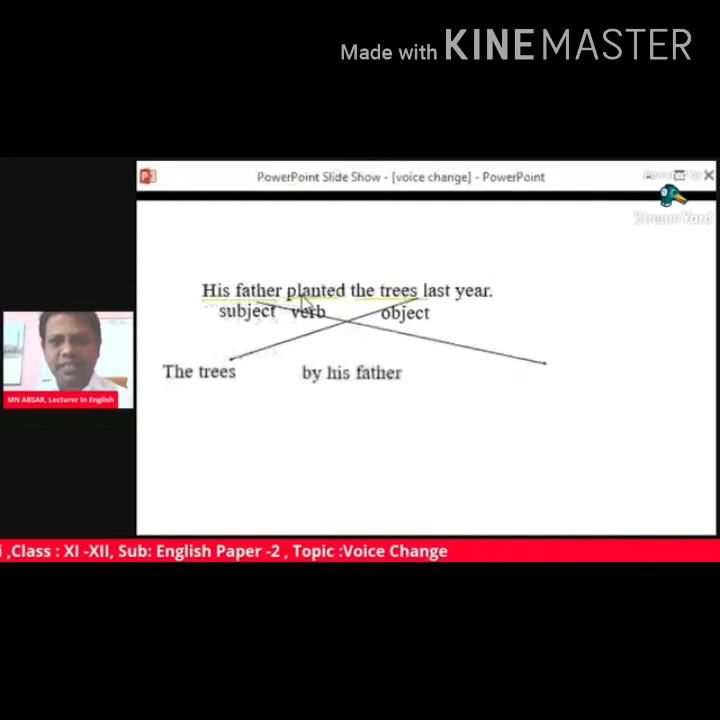 Made with KINEMASTER
PowerPoint Slide Show - [voice change] - PowerPoint
StreamYard
His father planted the trees last year.
subject verb object
The trees by his father
MN ABSAR, Lecturer In English
,Class : XI -XII, Sub: English Paper -2 , Topic :Voice Change